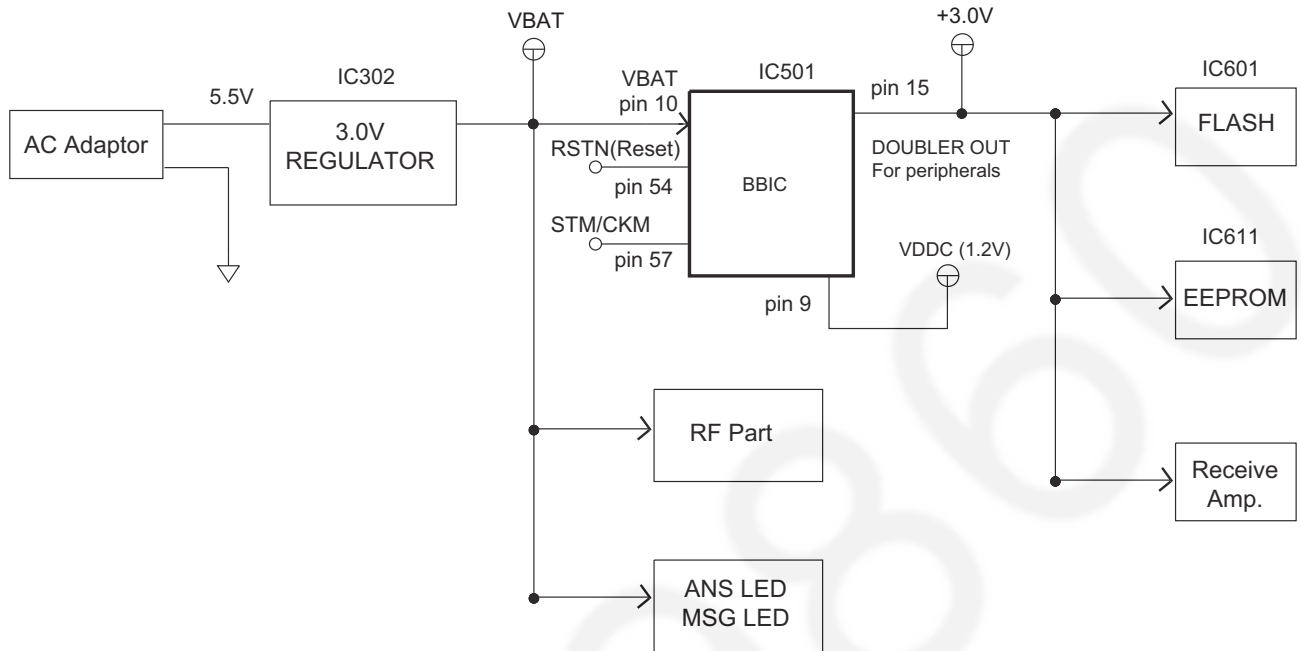 VBAT
+3.0V
IC302
VBAT
pin 10
IC501
pin 15
IC601
5.5V
AC Adaptor
3.0V
REGULATOR
FLASH
RSTN(Reset)
pin 54
BBIC
DOUBLER OUT
For peripherals
STM/CKM
pin 57
VDDC (1.2V)
IC611
pin 9
EEPROM
RF Part
Receive
Amp.
ANS LED
MSG LED
860